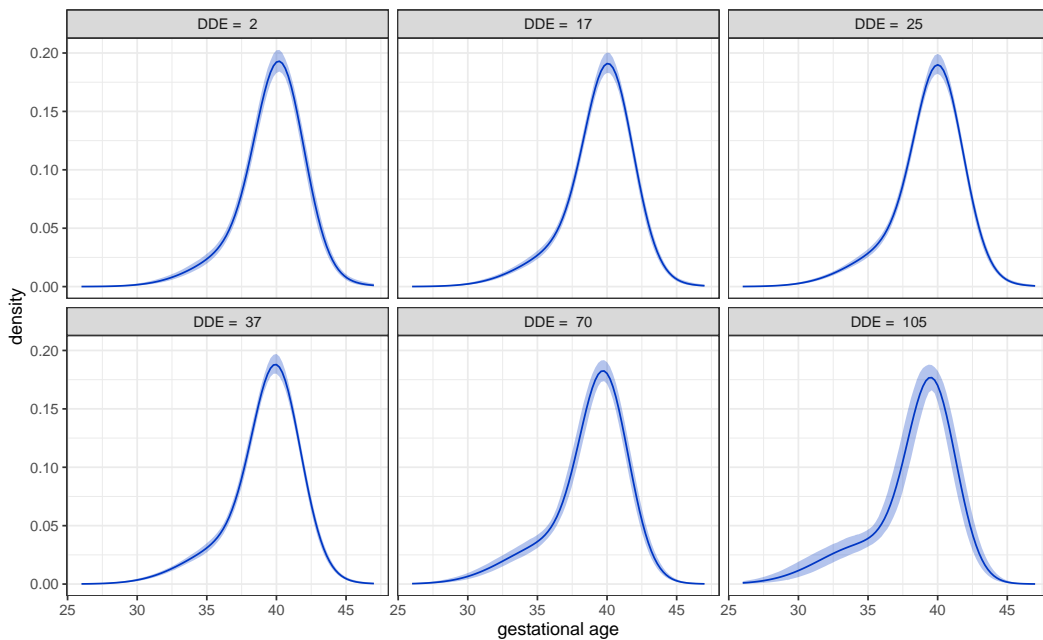 DDE = 2
DDE = 17
DDE = 25
0.20
0.15
0.10
0.05
0.00
DDE = 37
DDE = 70
DDE = 105
0.20
0.15
0.10
0.05
0.00
density
25 30 35 40 45
25 30 35 40 45
25 30 35 40 45
gestational age